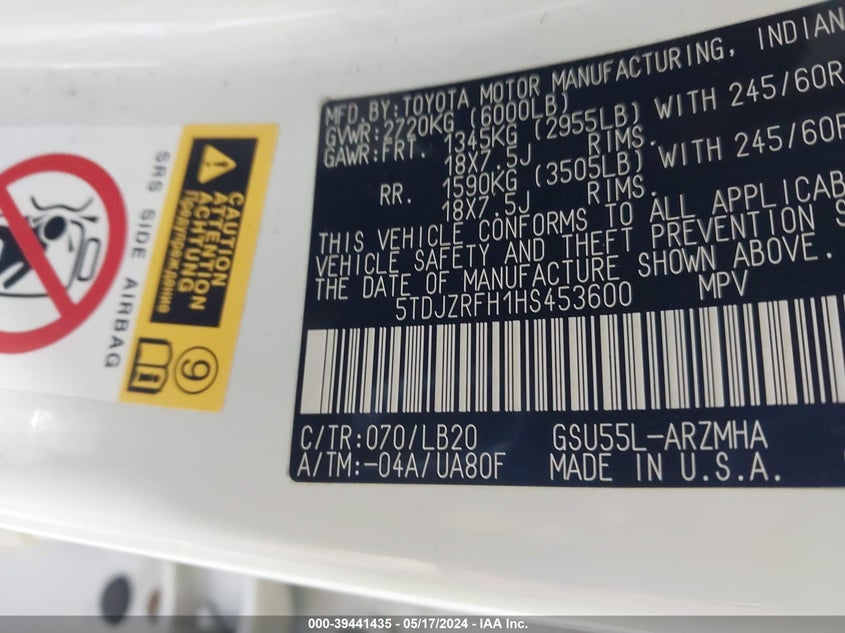 MFD.BY:TOYOTA MOTOR MANUFACTURING, INDIAN
GVWR:2720KG (6000LB)
GAWR:FRT. 1345KG (2955LB) WITH 245/60R
18X7.5J RIMS.
RR. 1590KG (3505LB) WITH 245/60R
18X7.5J RIMS.
THIS VEHICLE CONFORMS TO ALL APPLICAB
VEHICLE SAFETY AND THEFT PREVENTION S
THE DATE OF MANUFACTURE SHOWN ABOVE.
5TDJZRFH1HS453600 MPV
C/TR:070/LB20 GSU55L-ARZMHA
A/TM:-04A/UA80F MADE IN U.S.A.
SRS SIDE AIRBAG
CAUTION
ATTENTION
ACHTUNG
Предупреждение
9
000-39441435 - 05/17/2024 - IAA Inc.